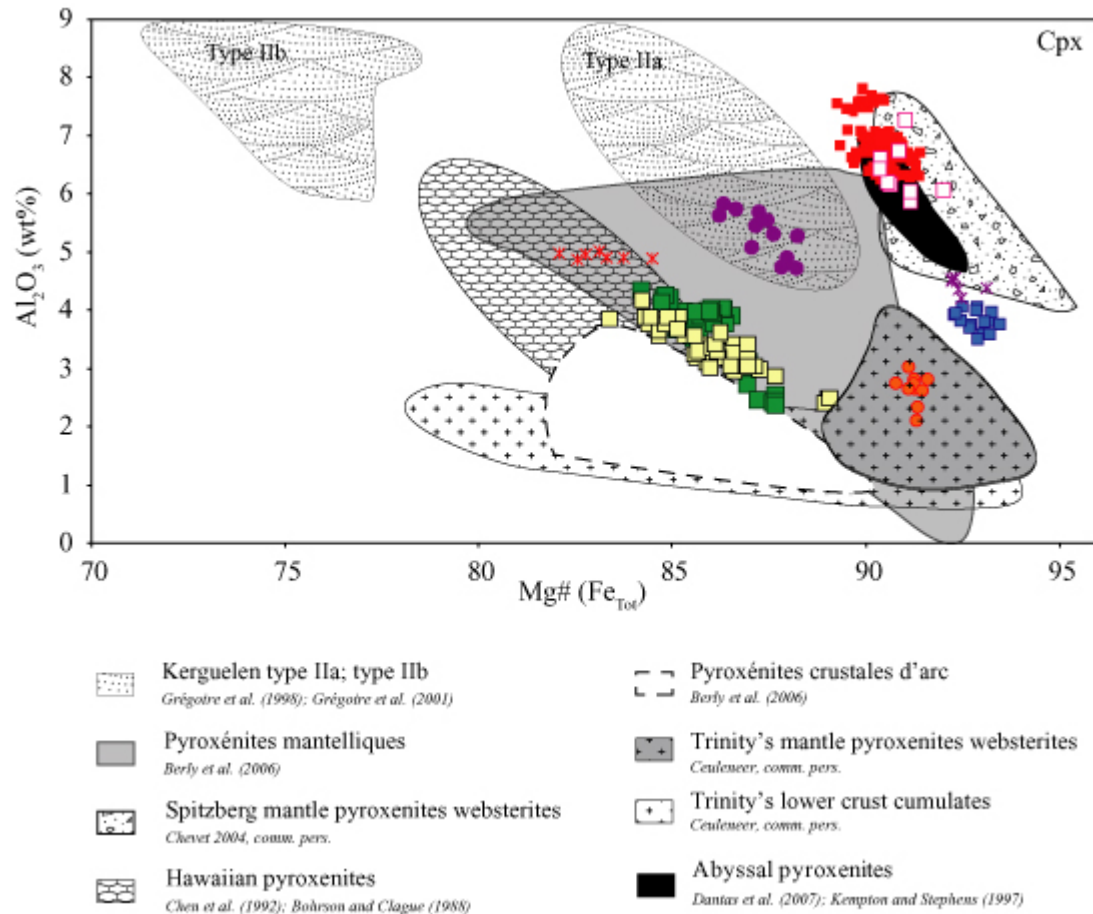 9
8
7
6
5
4
3
2
1
0
Al2O3 (wt%)
Type IIb
Type IIa
Cpx
70 75 80 85 90 95
Mg# (FeTot)
Kerguelen type IIa; type IIb
Grégoire et al. (1998); Grégoire et al. (2001)
Pyroxénites mantelliques
Berly et al. (2006)
Spitzberg mantle pyroxenites websterites
Chevet 2004, comm. pers.
Hawaiian pyroxenites
Chen et al. (1992); Bohrson and Clague (1988)
Pyroxénites crustales d'arc
Berly et al. (2006)
Trinity's mantle pyroxenites websterites
Ceuleneer, comm. pers.
Trinity's lower crust cumulates
Ceuleneer, comm. pers.
Abyssal pyroxenites
Dantas et al. (2007); Kempton and Stephens (1997)